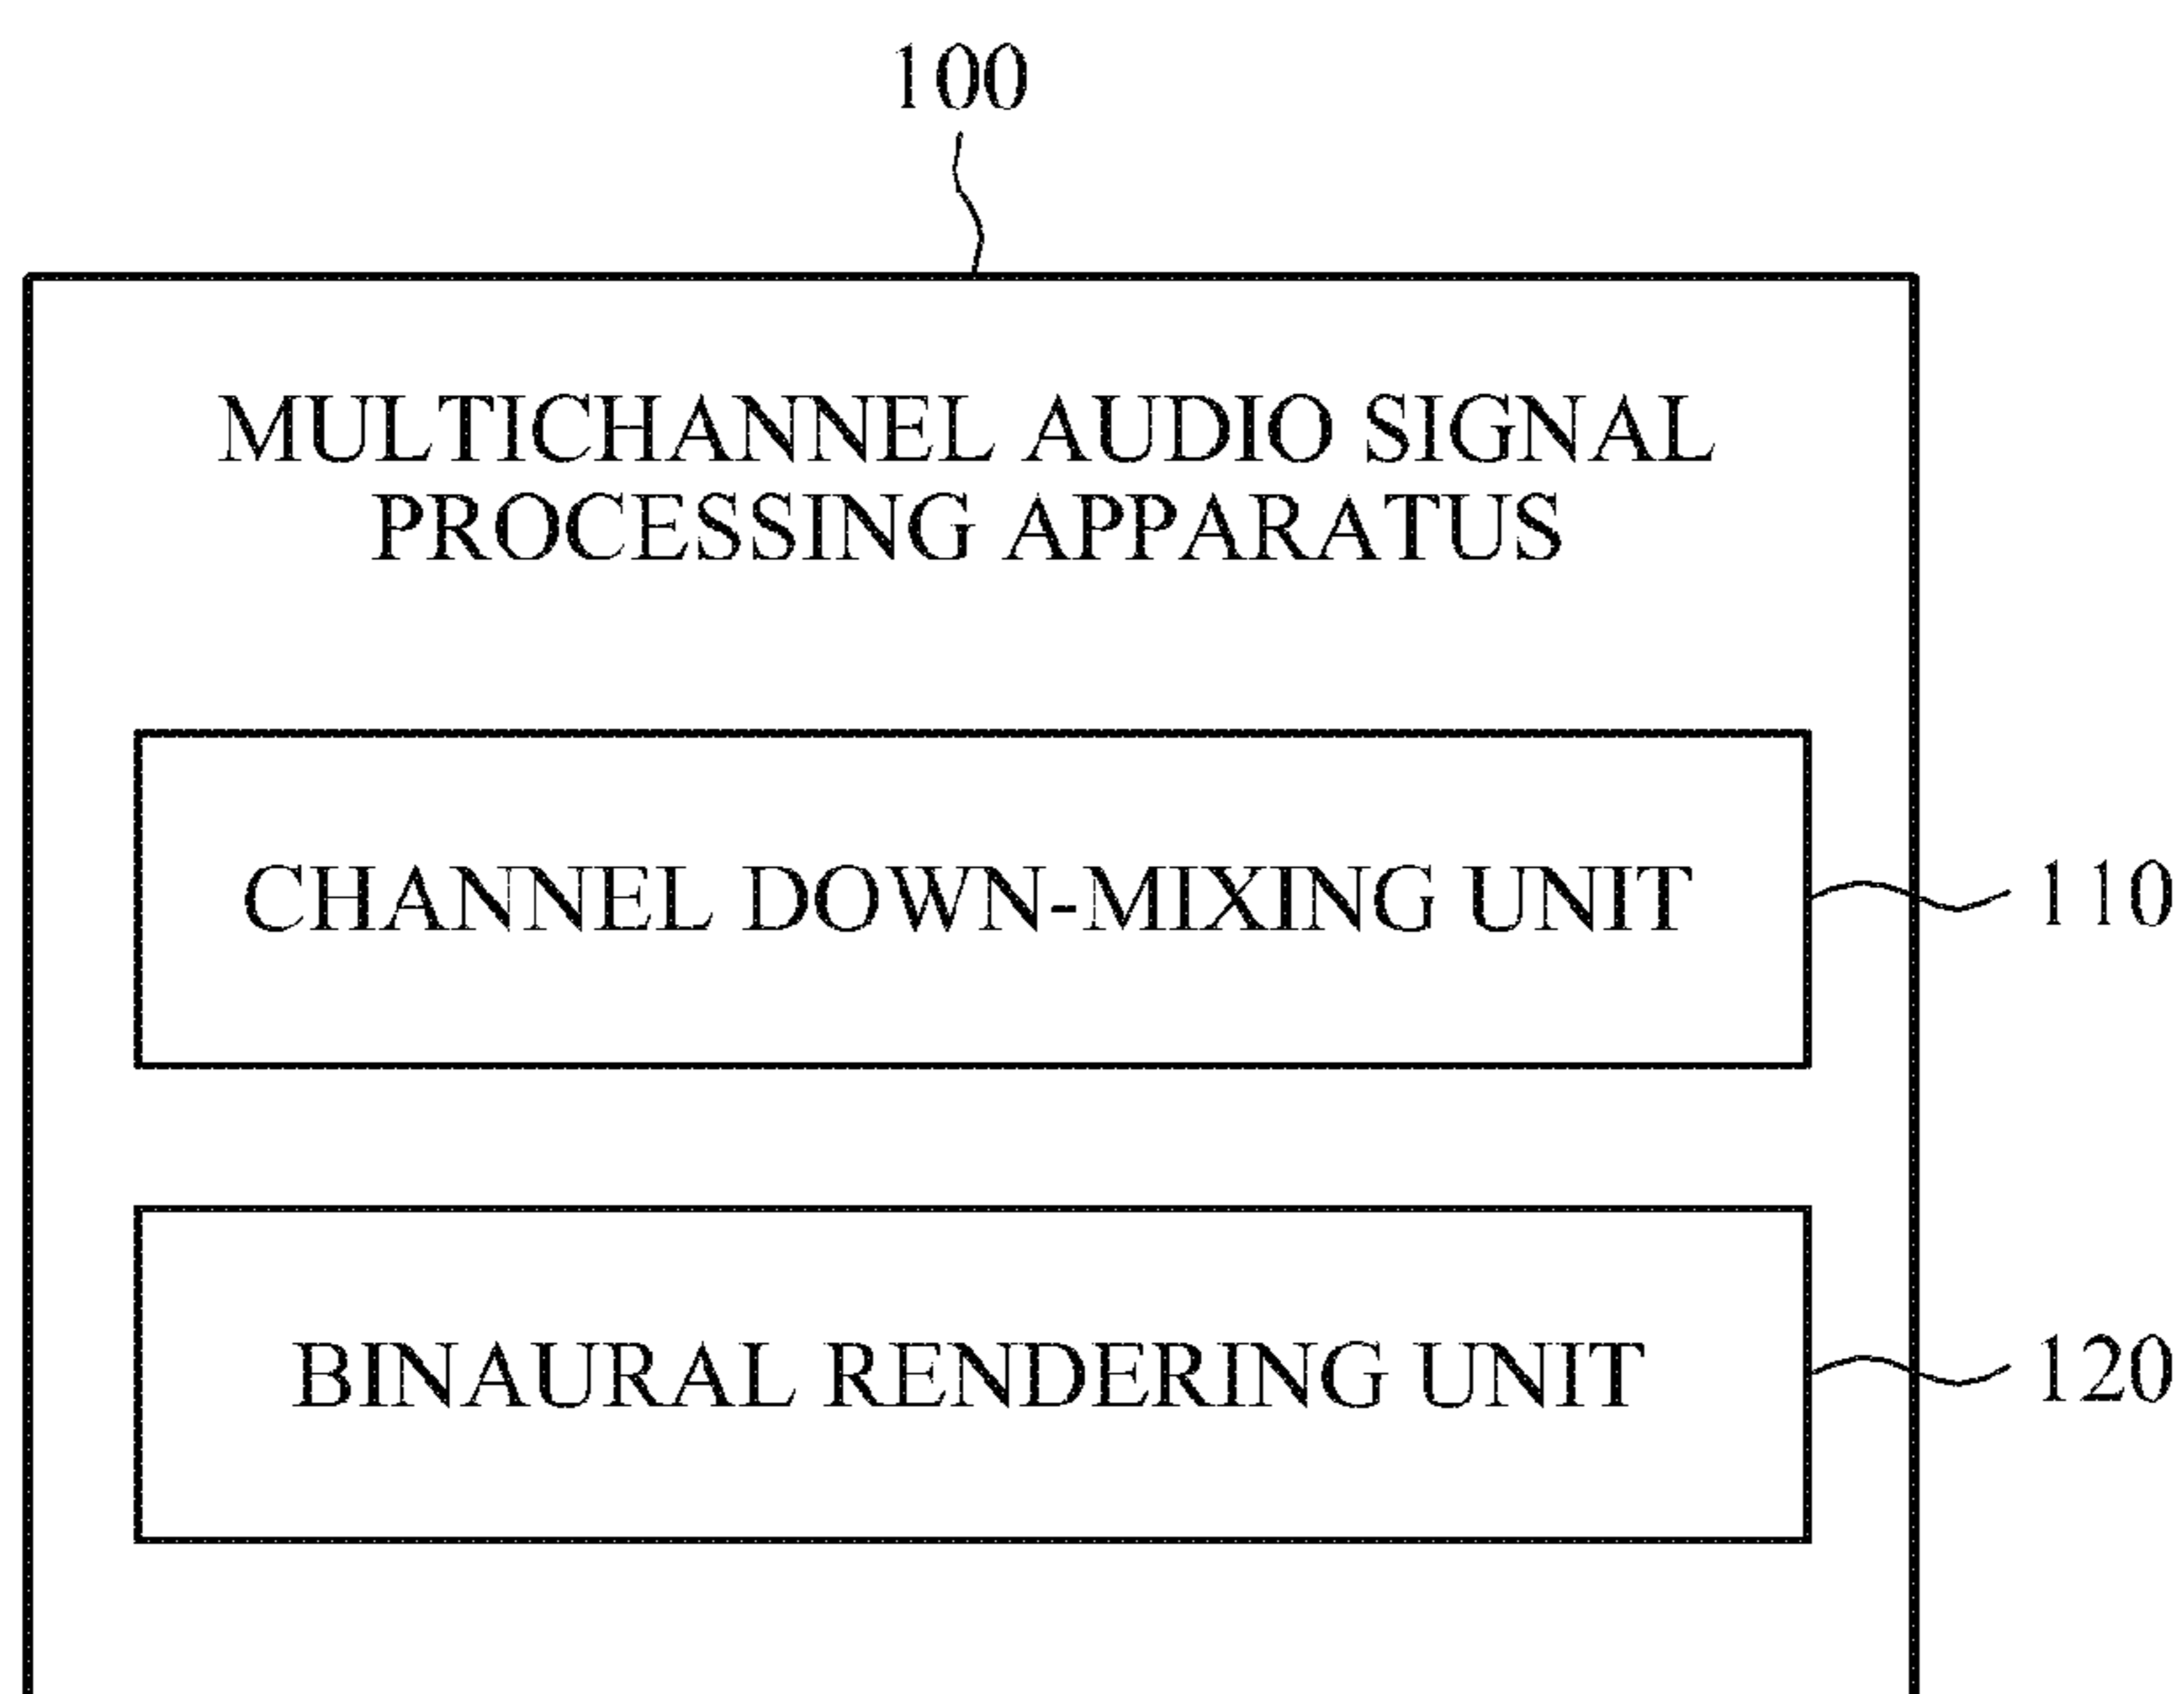 100
MULTICHANNEL AUDIO SIGNAL
PROCESSING APPARATUS
CHANNEL DOWN-MIXING UNIT
110
BINAURAL RENDERING UNIT
120